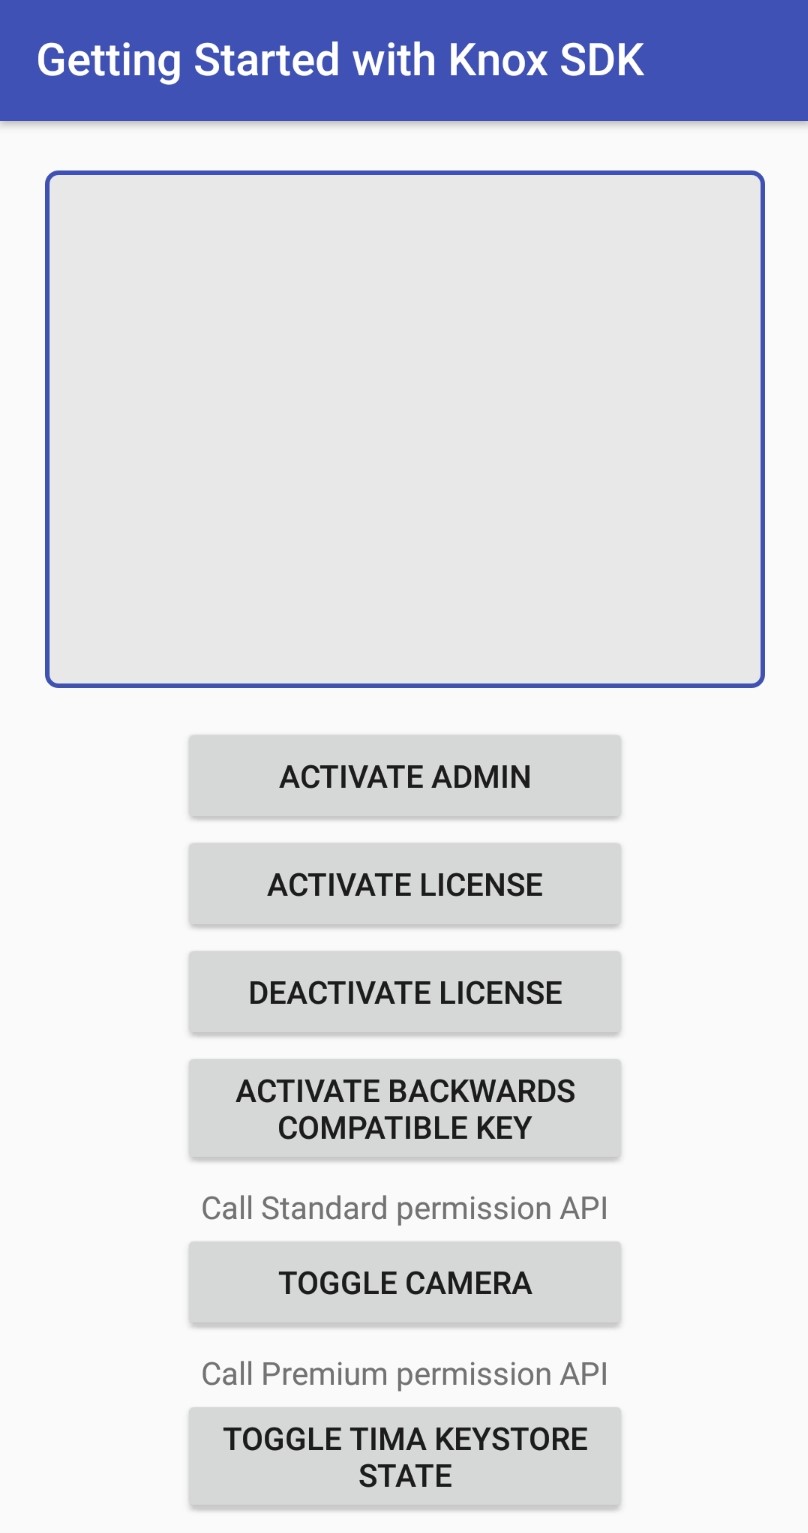 Getting Started with Knox SDK
ACTIVATE ADMIN
ACTIVATE LICENSE
DEACTIVATE LICENSE
ACTIVATE BACKWARDS
COMPATIBLE KEY
Call Standard permission API
TOGGLE CAMERA
Call Premium permission API
TOGGLE TIMA KEYSTORE
STATE